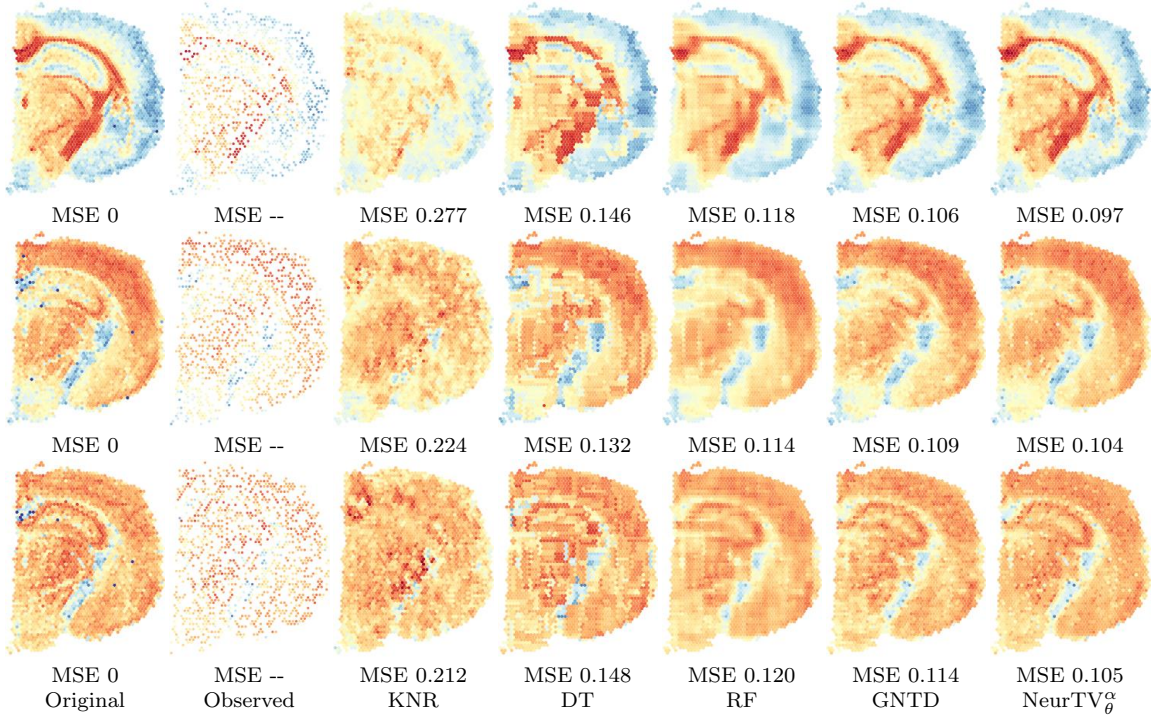 MSE 0 MSE -- MSE 0.277 MSE 0.146 MSE 0.118 MSE 0.106 MSE 0.097
MSE 0 MSE -- MSE 0.224 MSE 0.132 MSE 0.114 MSE 0.109 MSE 0.104
MSE 0 MSE -- MSE 0.212 MSE 0.148 MSE 0.120 MSE 0.114 MSE 0.105
Original Observed KNR DT RF GNTD NeurTV$_{\theta}^{\alpha}$